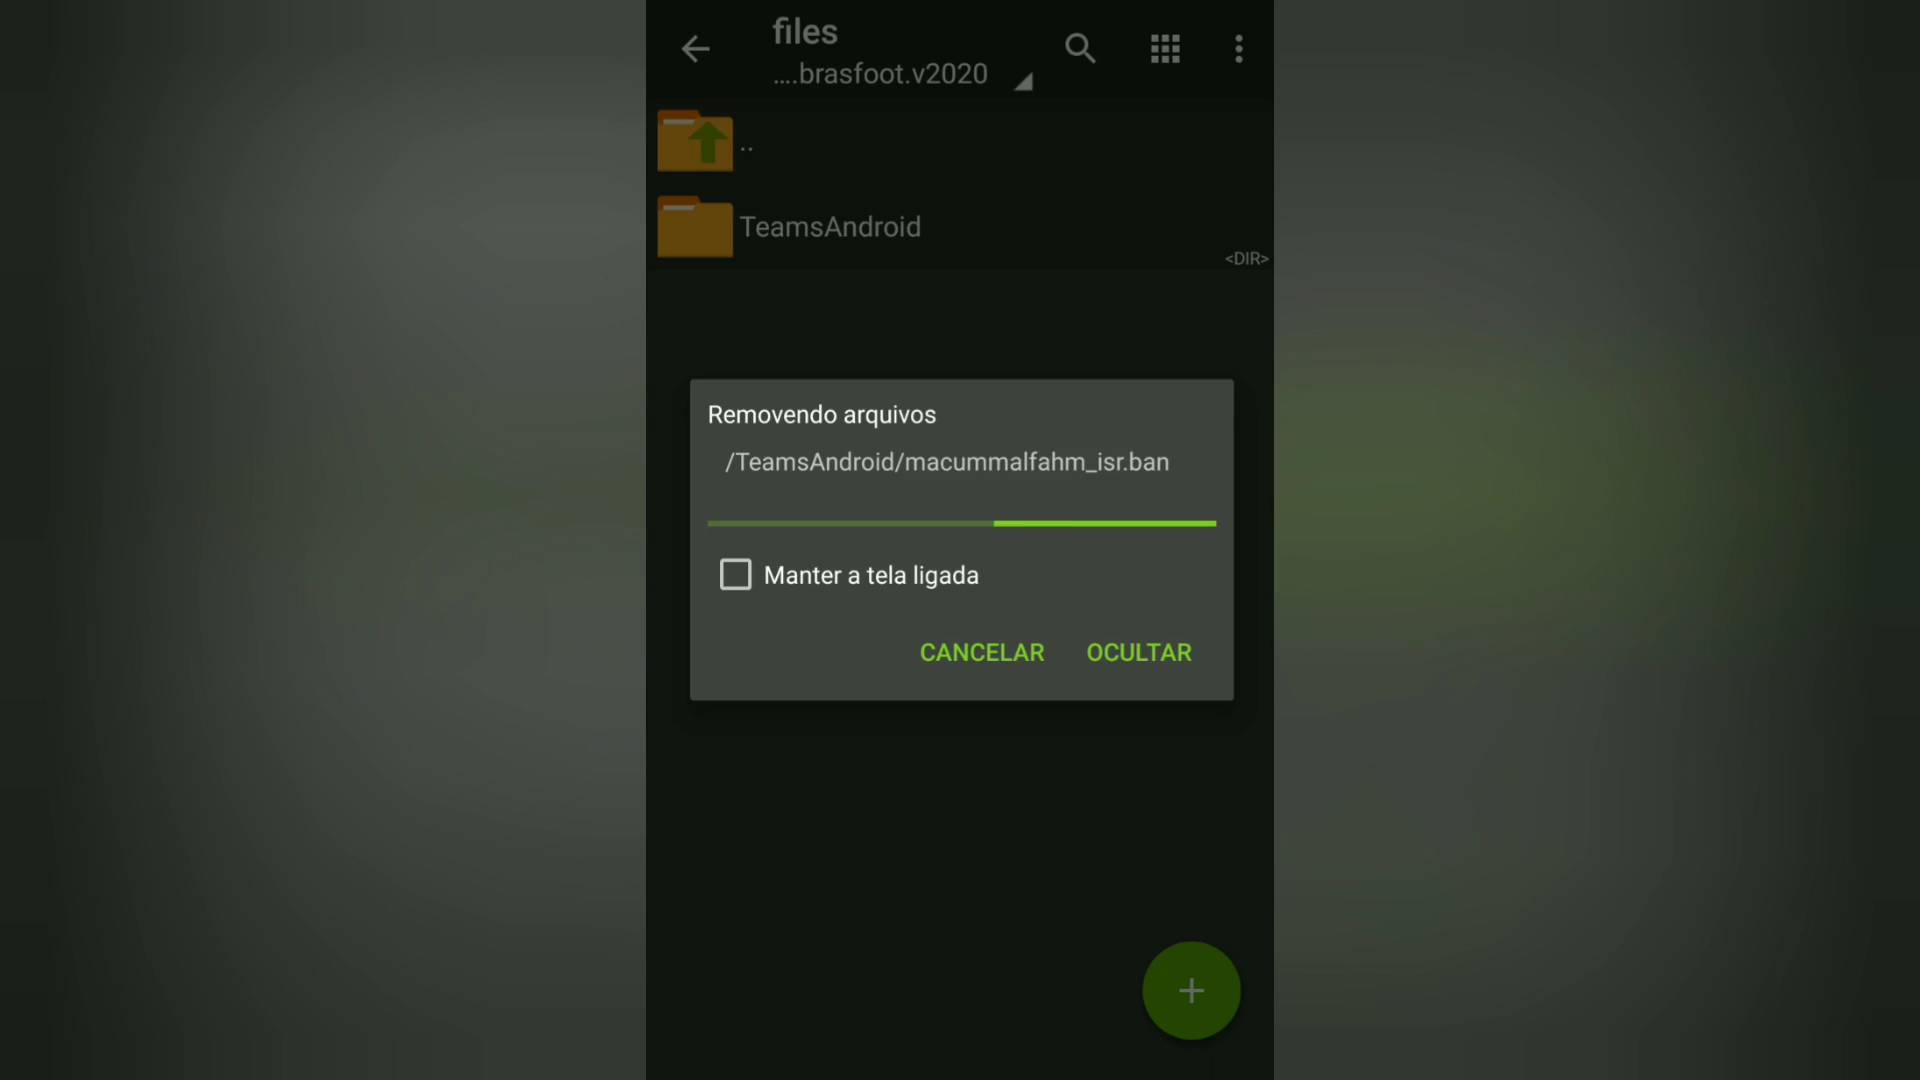 files
....brasfoot.v2020
..
TeamsAndroid
<DIR>
Removendo arquivos
/TeamsAndroid/macummalfahm_isr.ban
Manter a tela ligada
CANCELAR OCULTAR